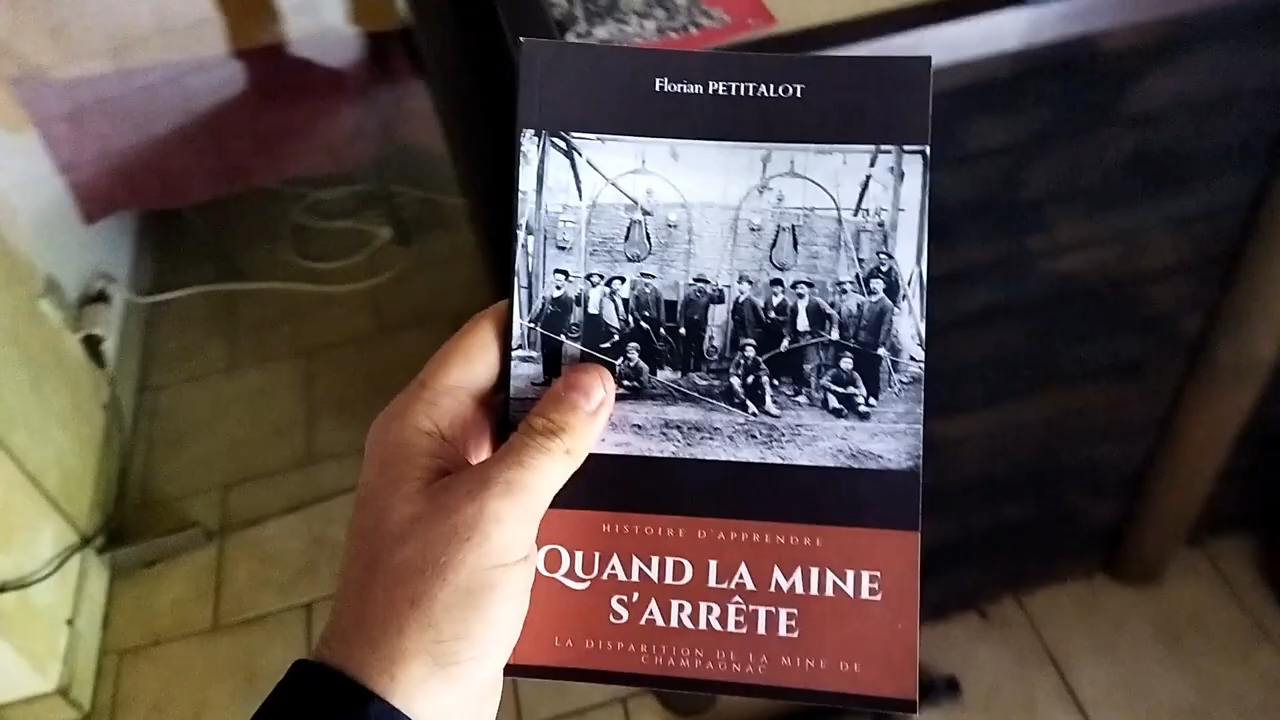 Florian PETITALOT
HISTOIRE D'APPRENDRE
QUAND LA MINE
S'ARRÊTE
LA DISPARITION DE LA MINE DE
CHAMPAGNAC